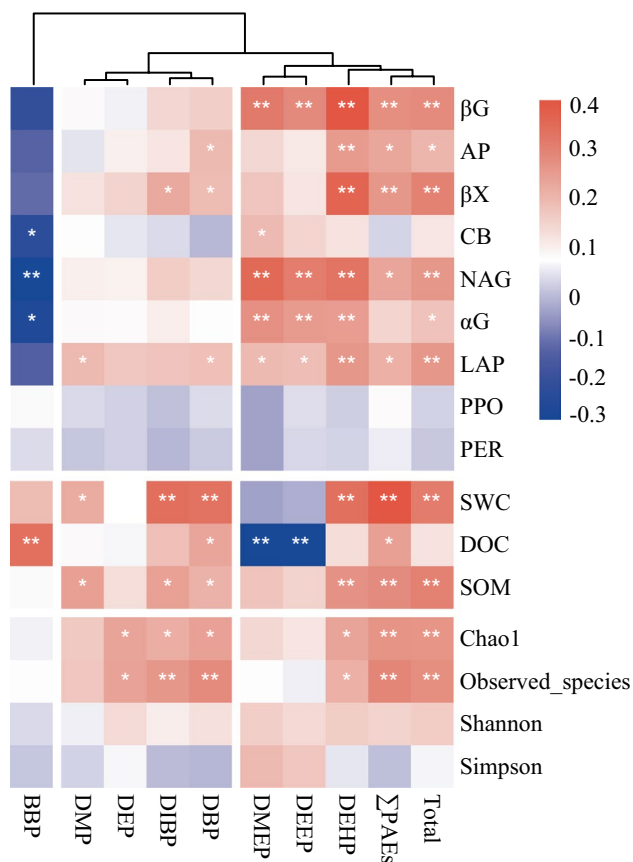 ** ** ** ** ** βG
* ** * * AP
* * ** ** ** βX
* * CB
** ** ** ** * ** NAG
* ** ** ** * αG
* * * * ** * ** LAP
PPO
PER
* ** ** ** ** ** SWC
** * ** ** * DOC
* * * ** ** ** SOM
* * * * ** ** Chao1
* ** ** * ** ** Observed_species
Shannon
Simpson
BBP
DMP
DEP
DIBP
DBP
DMEP
DEEP
DEHP
∑PAEs
Total
0.4
0.3
0.2
0.1
0
-0.1
-0.2
-0.3